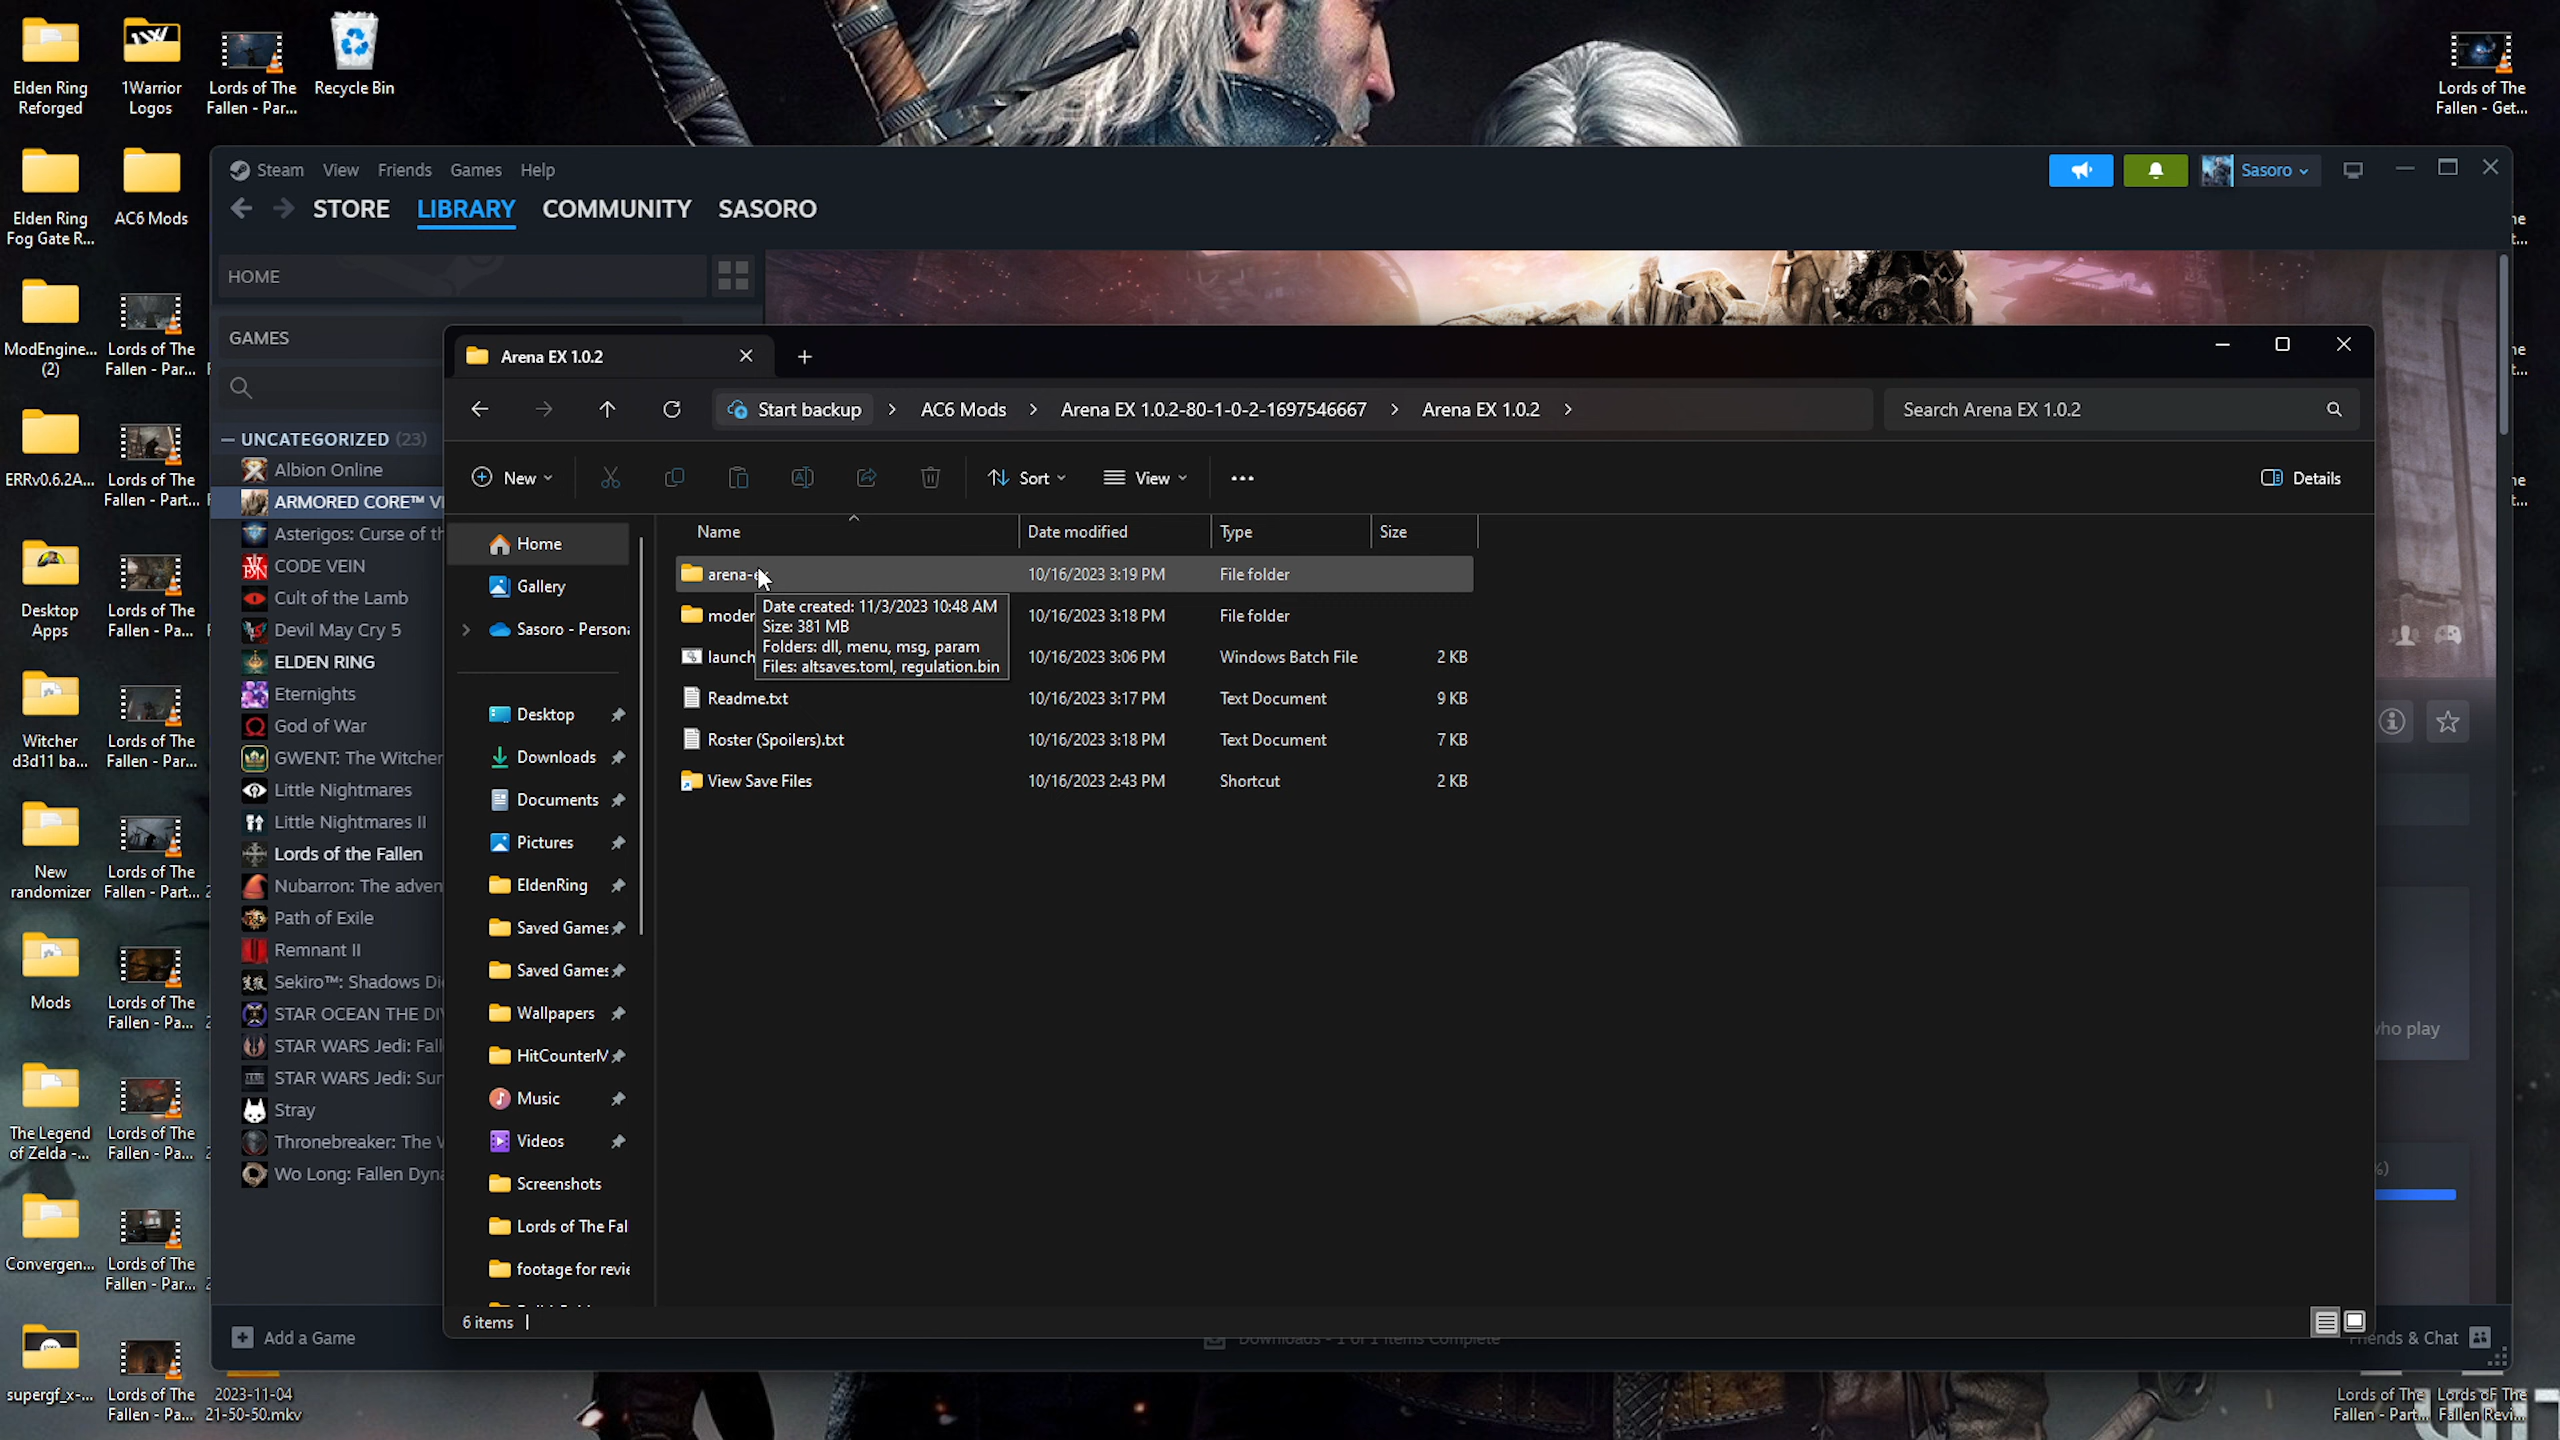 Elden Ring
Reforged
1Warrior
Logos
Lords of The
Fallen - Par...
Recycle Bin
Lords of The
Fallen - Get...
Elden Ring
Fog Gate R...
AC6 Mods
ModEngine...
(2)
Lords of The
Fallen - Par...
ERRv0.6.2A...
Lords of The
Fallen - Part...
Desktop
Apps
Lords of The
Fallen - Pa...
Witcher
d3d11 ba...
Lords of The
Fallen - Par...
New
randomizer
Lords of The
Fallen - Part...
Mods
Lords of The
Fallen - Pa...
The Legend
of Zelda -...
Lords of The
Fallen - Pa...
Convergen...
Lords of The
Fallen - Par...
supergf_x-...
Lords of The
Fallen - Pa...
2023-11-04
21-50-50.mkv
Steam View Friends Games Help
Sasoro
STORE LIBRARY COMMUNITY SASORO
HOME
GAMES
UNCATEGORIZED (23)
Albion Online
ARMORED CORE™ VI
Asterigos: Curse of th
CODE VEIN
Cult of the Lamb
Devil May Cry 5
ELDEN RING
Eternights
God of War
GWENT: The Witcher
Little Nightmares
Little Nightmares II
Lords of the Fallen
Nubarron: The adven
Path of Exile
Remnant II
Sekiro™: Shadows Di
STAR OCEAN THE DIV
STAR WARS Jedi: Fall
STAR WARS Jedi: Sur
Stray
Thronebreaker: The W
Wo Long: Fallen Dyna
Add a Game
Arena EX 1.0.2
Start backup > AC6 Mods > Arena EX 1.0.2-80-1-0-2-1697546667 > Arena EX 1.0.2 >
Search Arena EX 1.0.2
New Sort View ... Details
Home
Gallery
Sasoro - Persona
Desktop
Downloads
Documents
Pictures
EldenRing
Saved Games
Saved Games
Wallpapers
HitCounterM
Music
Videos
Screenshots
Lords of The Fal
footage for revie
Name Date modified Type Size
arena- 10/16/2023 3:19 PM File folder
moder 10/16/2023 3:18 PM File folder
launch 10/16/2023 3:06 PM Windows Batch File 2 KB
Readme.txt 10/16/2023 3:17 PM Text Document 9 KB
Roster (Spoilers).txt 10/16/2023 3:18 PM Text Document 7 KB
View Save Files 10/16/2023 2:43 PM Shortcut 2 KB
Date created: 11/3/2023 10:48 AM
Size: 381 MB
Folders: dll, menu, msg, param
Files: altsaves.toml, regulation.bin
6 items
who play
%)
Downloads - 1 of 1 Items Complete
Friends & Chat
Lords of The
Fallen - Part...
Lords oF The
Fallen Revi...